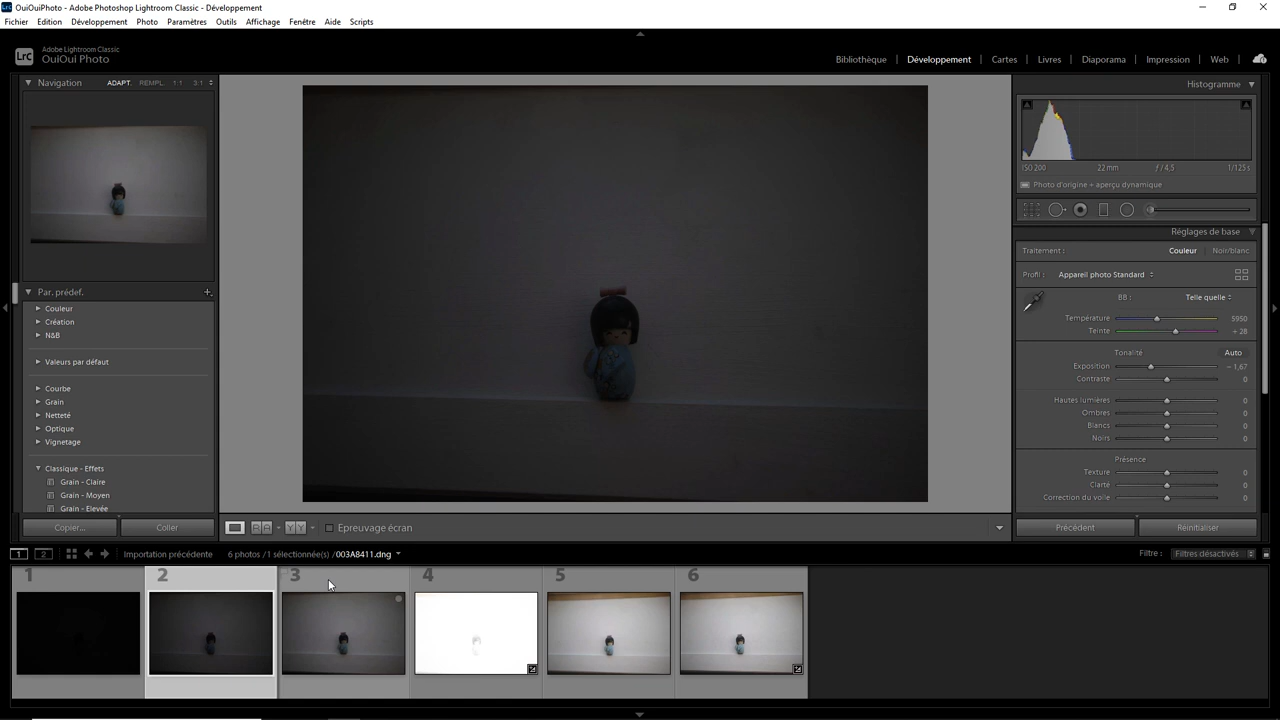 OuiOuiPhoto - Adobe Photoshop Lightroom Classic - Développement
Fichier Edition Développement Photo Paramètres Outils Affichage Fenêtre Aide Scripts
Lrc Adobe Lightroom Classic
OuiOui Photo
Bibliothèque Développement Cartes Livres Diaporama Impression Web
Navigation ADAPT. REMPL. 1:1 3:1
Histogramme
ISO 200 22 mm ƒ / 4,5 1/125 s
Photo d'origine + aperçu dynamique
Réglages de base
Traitement : Couleur Noir/blanc
Profil : Appareil photo Standard
BB : Telle quelle
Température 5950
Teinte + 28
Tonalité Auto
Exposition – 1,67
Contraste 0
Hautes lumières 0
Ombres 0
Blancs 0
Noirs 0
Présence
Texture 0
Clarté 0
Correction du voile 0
Par. prédéf. +
Couleur
Création
N&B
Valeurs par défaut
Courbe
Grain
Netteté
Optique
Vignetage
Classique - Effets
Grain - Claire
Grain - Moyen
Grain - Elevée
Copier... Coller
R A Y Y Epreuvage écran
Précédent Réinitialiser
1 2 Importation précédente 6 photos / 1 sélectionnée(s) / 003A8411.dng Filtre : Filtres désactivés
1 2 3 4 5 6